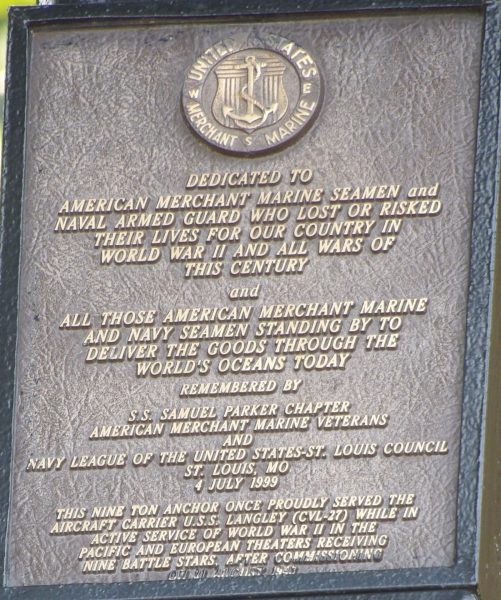 UNITED STATES
MERCHANT MARINE
DEDICATED TO
AMERICAN MERCHANT MARINE SEAMEN and
NAVAL ARMED GUARD WHO LOST OR RISKED
THEIR LIVES FOR OUR COUNTRY IN
WORLD WAR II AND ALL WARS OF
THIS CENTURY
and
ALL THOSE AMERICAN MERCHANT MARINE
AND NAVY SEAMEN STANDING BY TO
DELIVER THE GOODS THROUGH THE
WORLD'S OCEANS TODAY
REMEMBERED BY
S.S. SAMUEL PARKER CHAPTER
AMERICAN MERCHANT MARINE VETERANS
AND
NAVY LEAGUE OF THE UNITED STATES-ST. LOUIS COUNCIL
ST. LOUIS, MO
4 JULY 1999
THIS NINE TON ANCHOR ONCE PROUDLY SERVED THE
AIRCRAFT CARRIER U.S.S. LANGLEY (CVL-27) WHILE IN
ACTIVE SERVICE OF WORLD WAR II IN THE
PACIFIC AND EUROPEAN THEATERS RECEIVING
NINE BATTLE STARS, AFTER COMMISSIONING